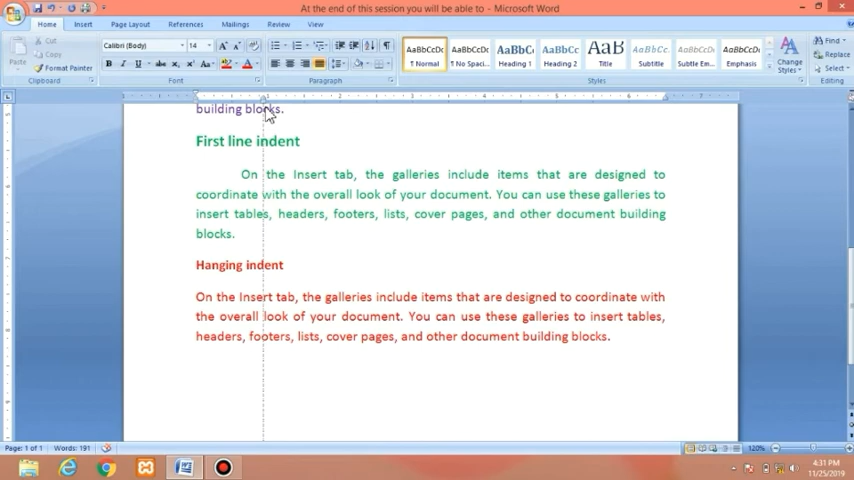 At the end of this session you will be able to - Microsoft Word
Home Insert Page Layout References Mailings Review View
Cut
Copy
Paste
Format Painter
Calibri (Body) 14
AaBbCcDc AaBbCcDc AaBbC AaBbCc AaB AaBbCc. AaBbCcDc AaBbCcDc
¶ Normal ¶ No Spaci... Heading 1 Heading 2 Title Subtitle Subtle Em... Emphasis
Change
Styles
Find
Replace
Select
Clipboard Font Paragraph Styles Editing
building blocks.
First line indent
On the Insert tab, the galleries include items that are designed to
coordinate with the overall look of your document. You can use these galleries to
insert tables, headers, footers, lists, cover pages, and other document building
blocks.
Hanging indent
On the Insert tab, the galleries include items that are designed to coordinate with
the overall look of your document. You can use these galleries to insert tables,
headers, footers, lists, cover pages, and other document building blocks.
Page: 1 of 1 Words: 191 120%
4:31 PM
11/25/2019